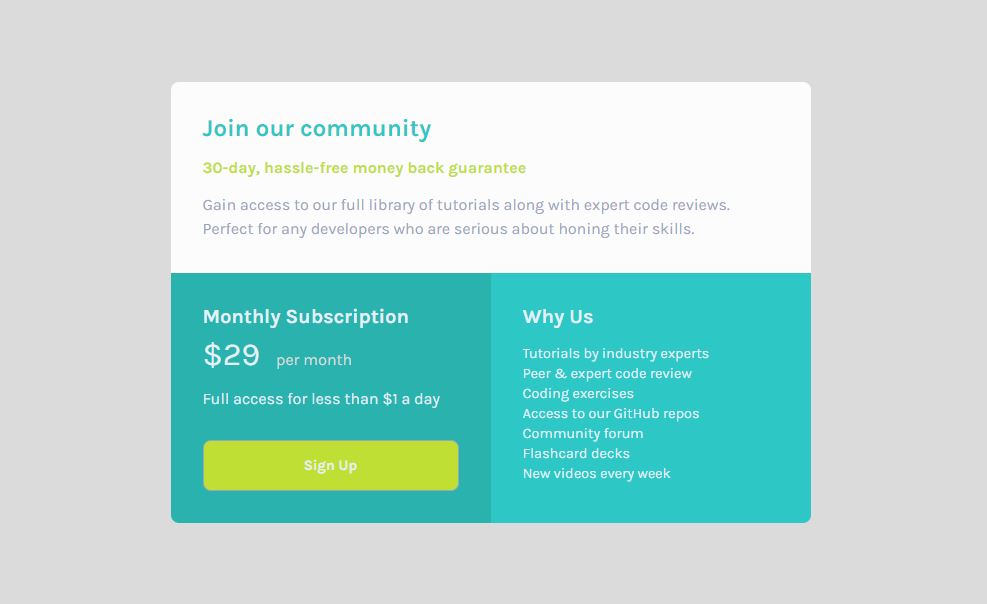 Join our community
30-day, hassle-free money back guarantee
Gain access to our full library of tutorials along with expert code reviews.
Perfect for any developers who are serious about honing their skills.
Monthly Subscription
$29 per month
Full access for less than $1 a day
Sign Up
Why Us
Tutorials by industry experts
Peer & expert code review
Coding exercises
Access to our GitHub repos
Community forum
Flashcard decks
New videos every week